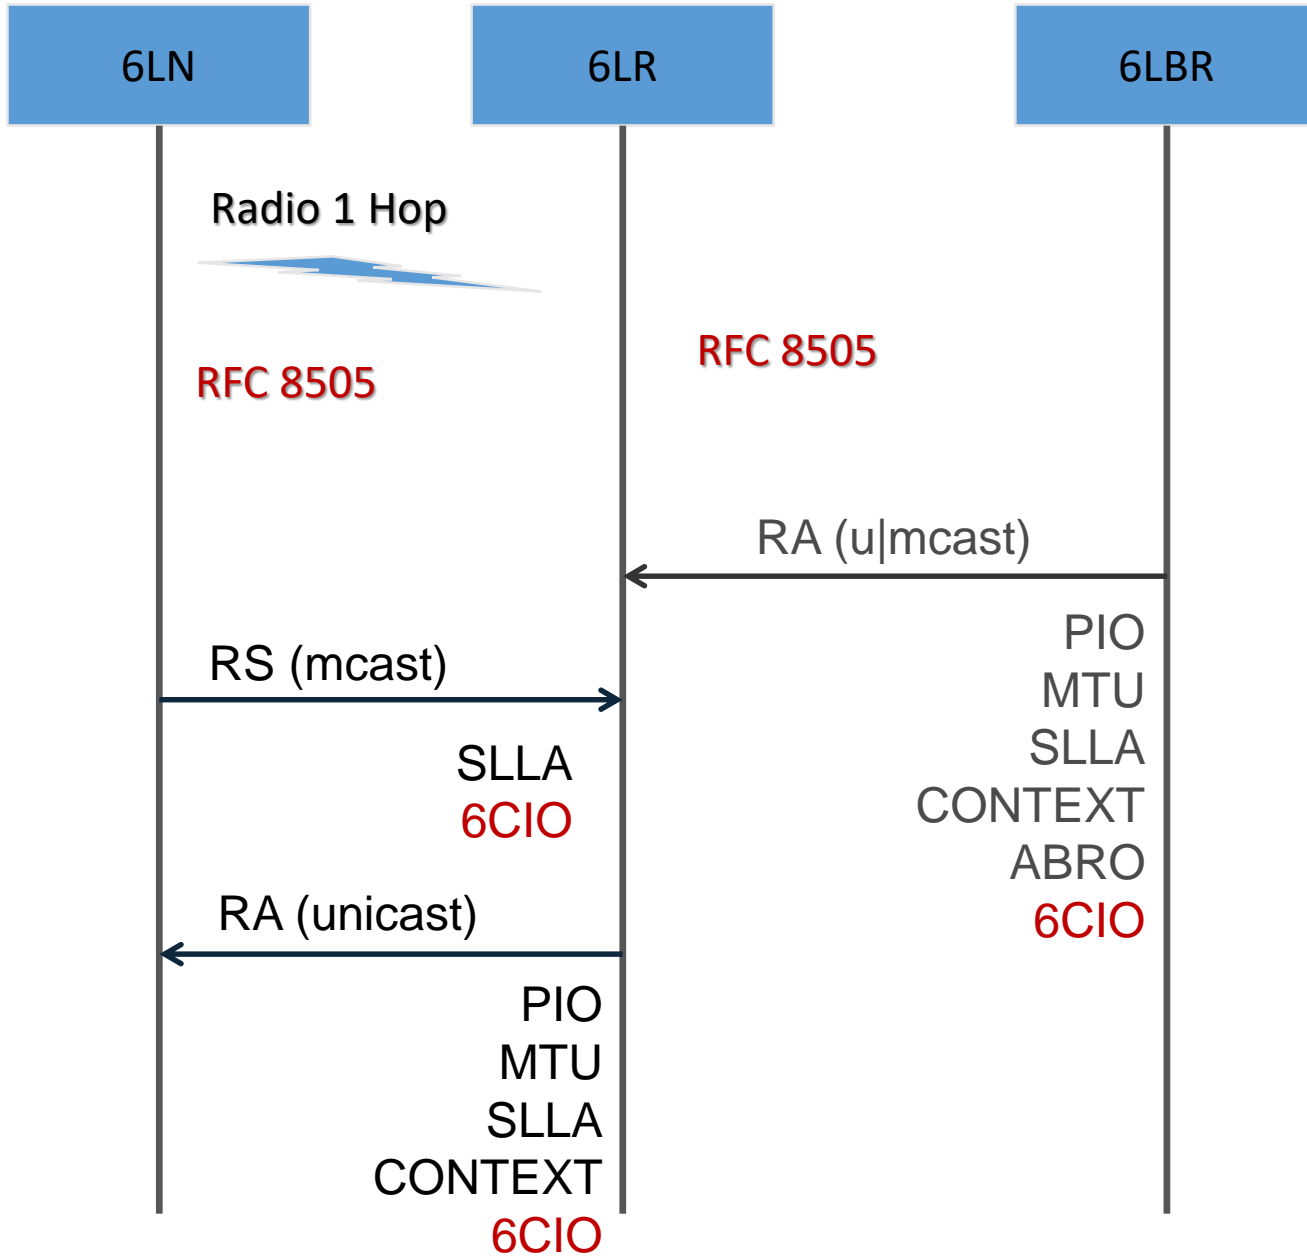 6LN
6LR
6LBR
Radio 1 Hop
RFC 8505
RFC 8505
RA (u|mcast)
PIO
MTU
SLLA
CONTEXT
ABRO
6CIO
RS (mcast)
SLLA
6CIO
RA (unicast)
PIO
MTU
SLLA
CONTEXT
6CIO